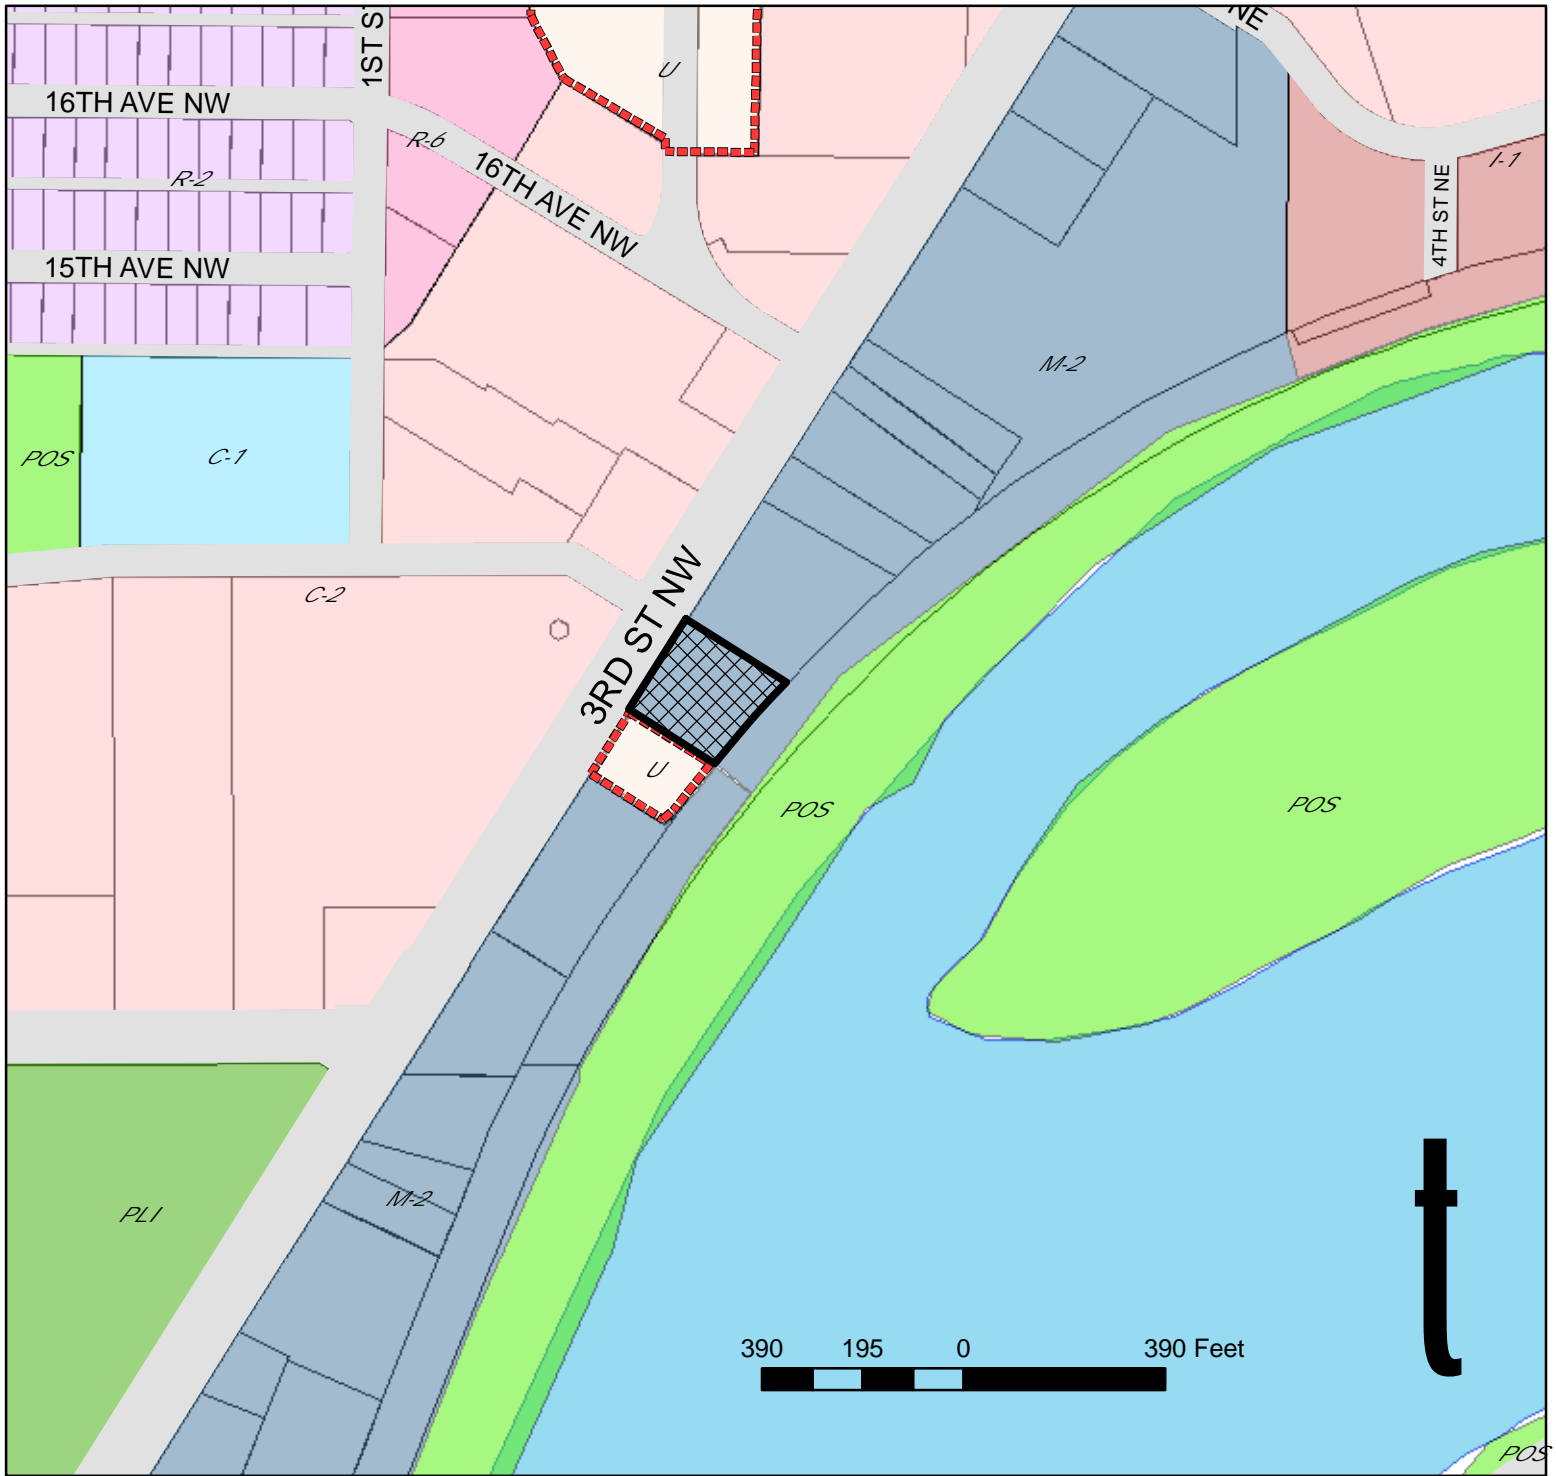 1ST S
NE
U
16TH AVE NW
R-6
16TH AVE NW
I-1
R-2
4TH ST NE
15TH AVE NW
M-2
POS
C-1
C-2
3RD ST NW
U
POS
POS
M-2
PLI
t
390 195 0 390 Feet
POS